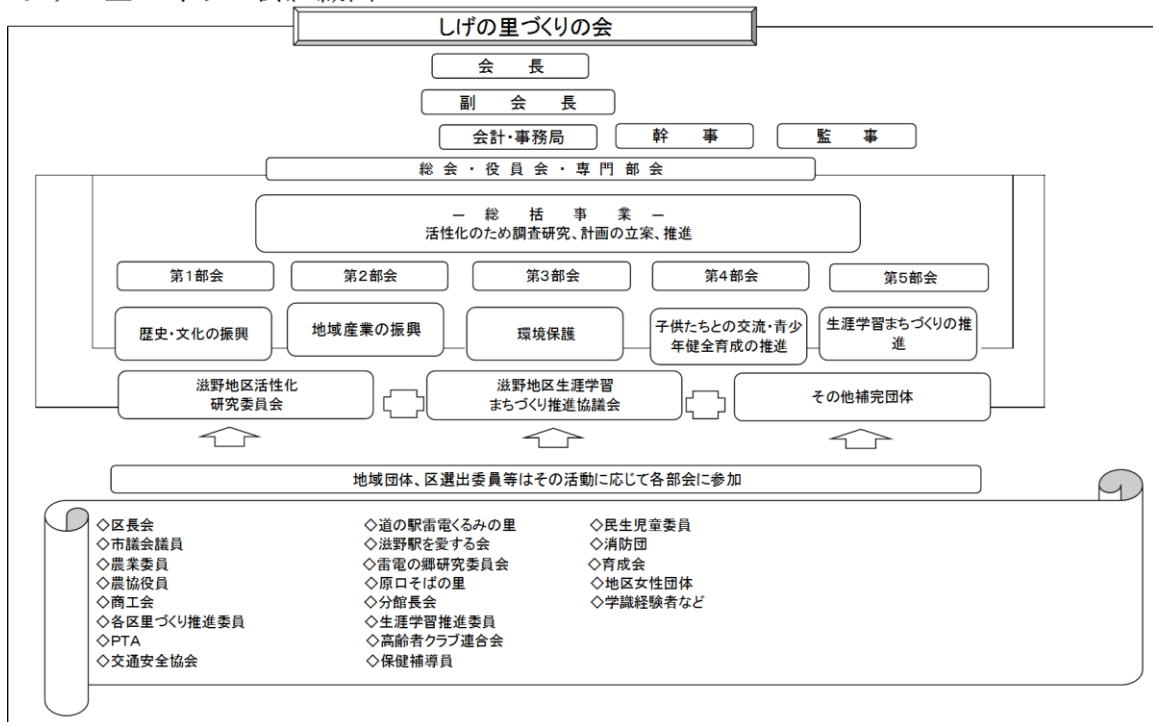 しげの里づくりの会
会　長
副　会　長
会計・事務局　幹　事　監　事
総 会 ・ 役 員 会 ・ 専 門 部 会
－ 総 括 事 業 －
活性化のため調査研究、計画の立案、推進
第1部会　第2部会　第3部会　第4部会　第5部会
歴史・文化の振興
地域産業の振興
環境保護
子供たちとの交流・青少
年健全育成の推進
生涯学習まちづくりの推
進
滋野地区活性化
研究委員会
滋野地区生涯学習
まちづくり推進協議会
その他補完団体
地域団体、区選出委員等はその活動に応じて各部会に参加
◇区長会
◇市議会議員
◇農業委員
◇農協役員
◇商工会
◇各区里づくり推進委員
◇PTA
◇交通安全協会
◇道の駅雷電くるみの里
◇滋野駅を愛する会
◇雷電の郷研究委員会
◇原口そばの里
◇分館長会
◇生涯学習推進委員
◇高齢者クラブ連合会
◇保健補導員
◇民生児童委員
◇消防団
◇育成会
◇地区女性団体
◇学識経験者など